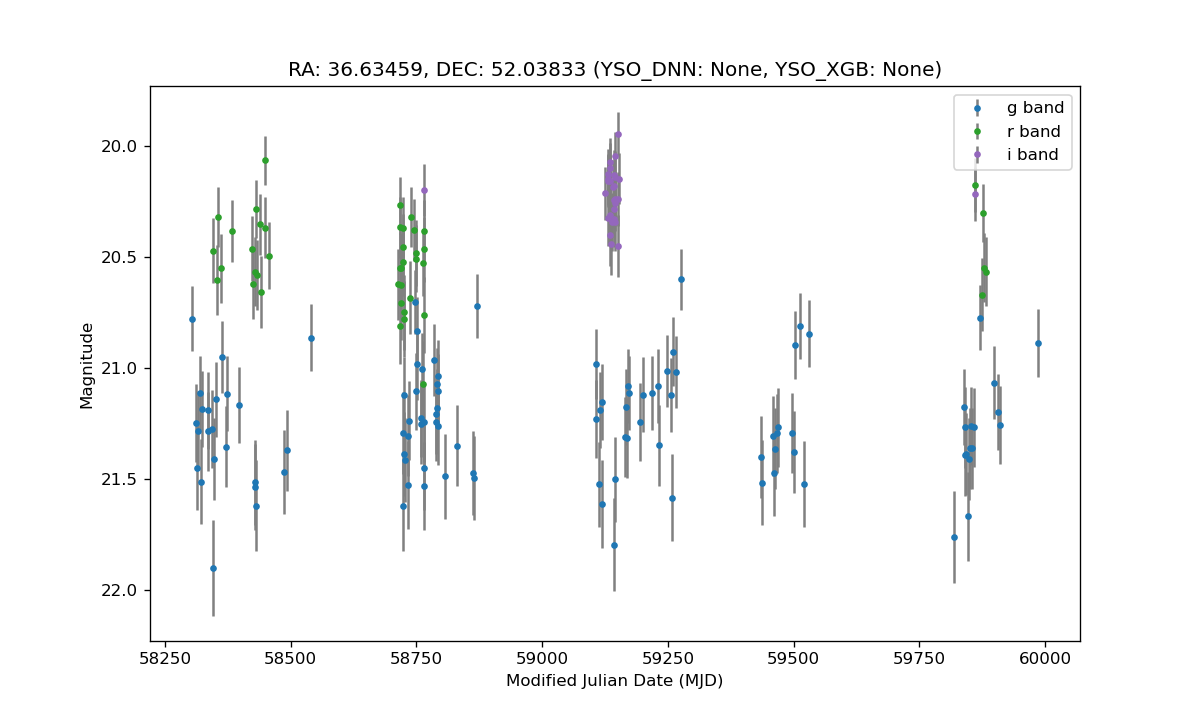 RA: 36.63459, DEC: 52.03833 (YSO_DNN: None, YSO_XGB: None)
g band
r band
i band
20.0
20.5
21.0
21.5
22.0
Magnitude
58250
58500
58750
59000
59250
59500
59750
60000
Modified Julian Date (MJD)